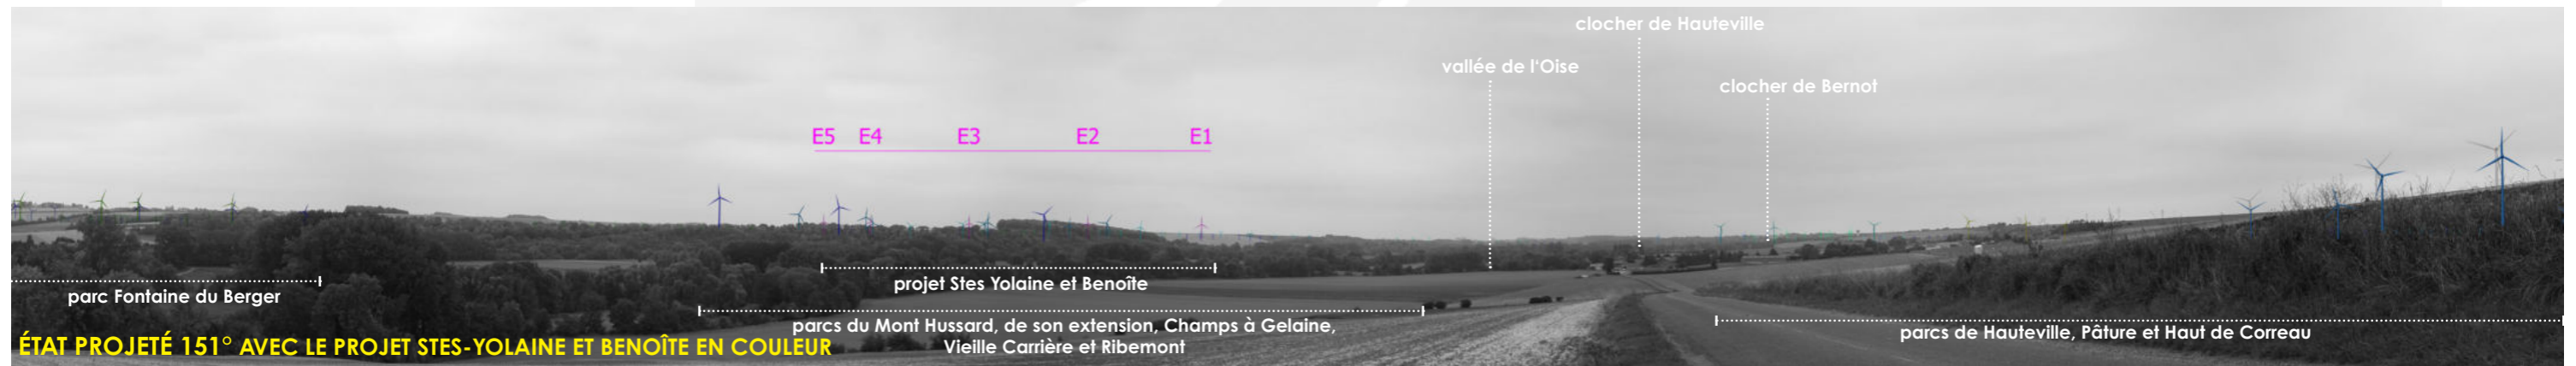 clocher de Hauteville
vallée de l'Oise
clocher de Bernot
E5 E4 E3 E2 E1
projet Stes Yolaine et Benoîte
parc Fontaine du Berger
parcs du Mont Hussard, de son extension, Champs à Gelaine,
Vieille Carrière et Ribemont
parcs de Hauteville, Pâture et Haut de Correau
ÉTAT PROJETÉ 151° AVEC LE PROJET STES-YOLAINE ET BENOÎTE EN COULEUR